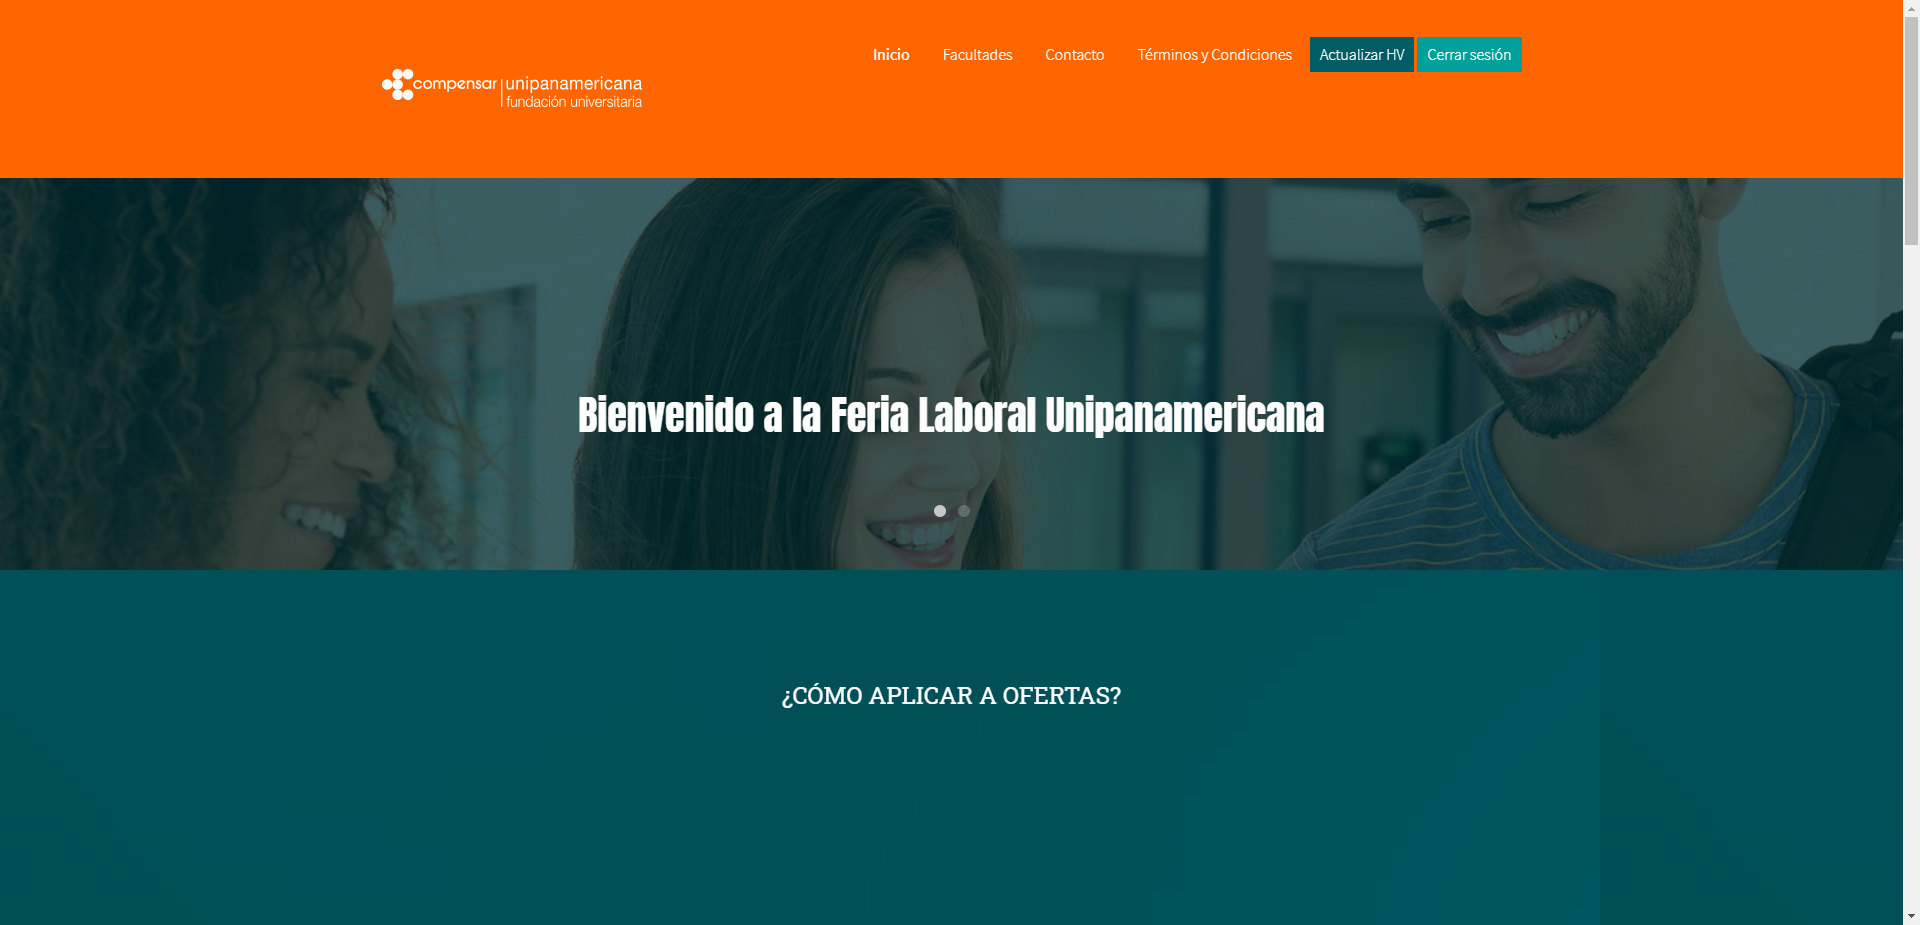 Inicio Facultades Contacto Términos y Condiciones Actualizar HV Cerrar sesión
compensar unipanamericana
fundación universitaria
Bienvenido a la Feria Laboral Unipanamericana
¿CÓMO APLICAR A OFERTAS?